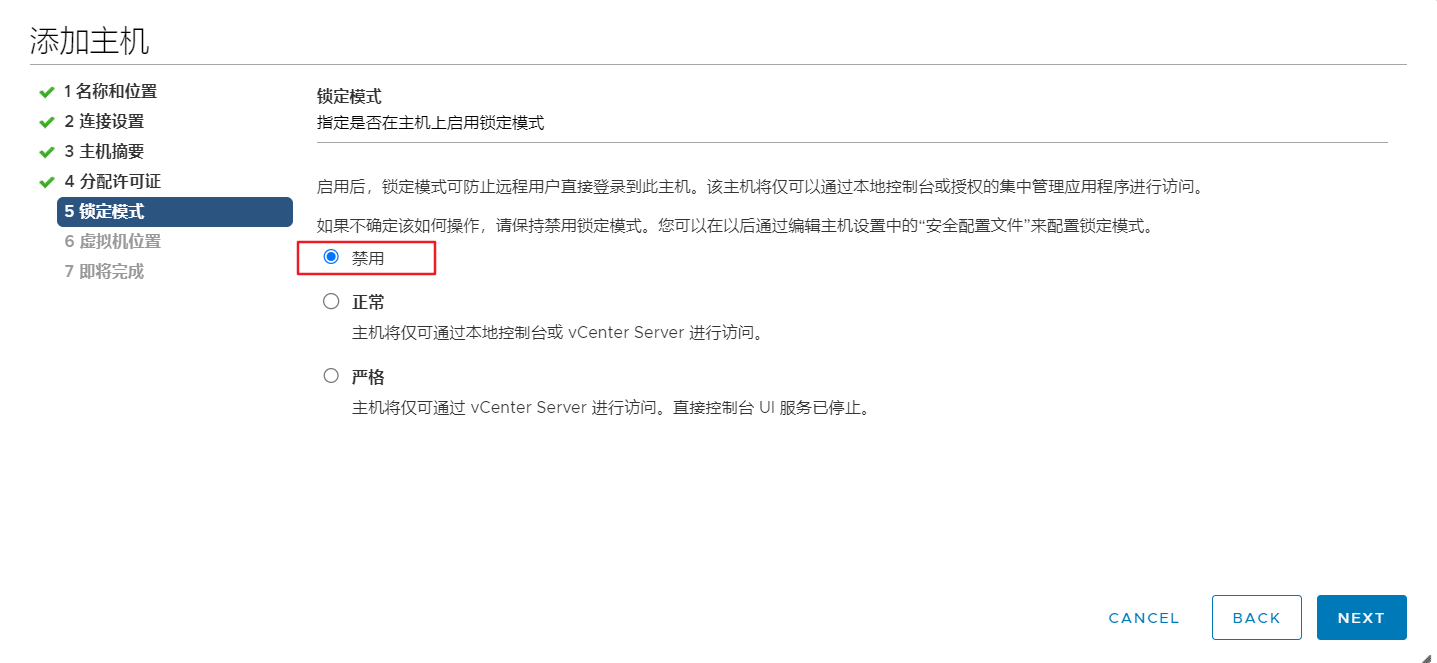 添加主机
1 名称和位置
2 连接设置
3 主机摘要
4 分配许可证
5 锁定模式
6 虚拟机位置
7 即将完成
锁定模式
指定是否在主机上启用锁定模式
启用后，锁定模式可防止远程用户直接登录到此主机。该主机将仅可以通过本地控制台或授权的集中管理应用程序进行访问。
如果不确定该如何操作，请保持禁用锁定模式。您可以在以后通过编辑主机设置中的“安全配置文件”来配置锁定模式。
禁用
正常
主机将仅可通过本地控制台或 vCenter Server 进行访问。
严格
主机将仅可通过 vCenter Server 进行访问。直接控制台 UI 服务已停止。
CANCEL
BACK
NEXT